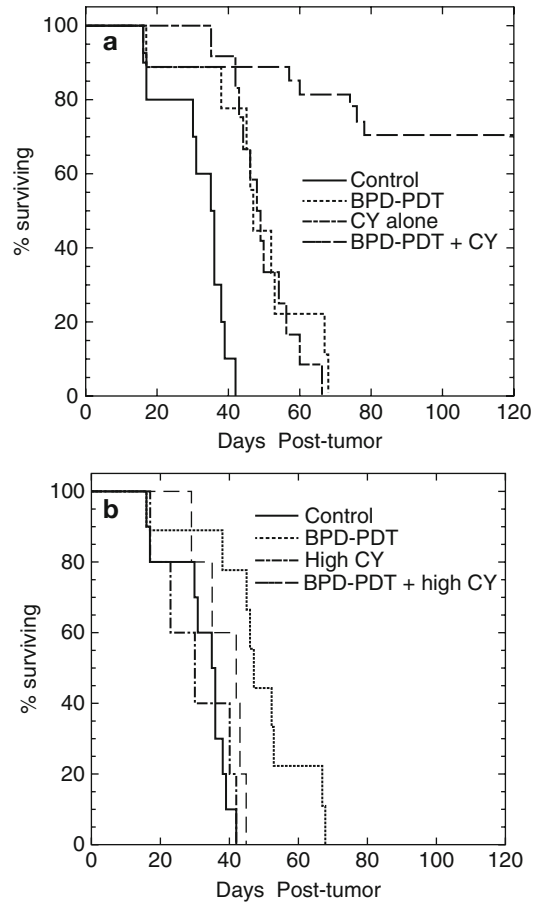 a
100
80
60
40
20
0
% surviving
Control
BPD-PDT
CY alone
BPD-PDT + CY
0 20 40 60 80 100 120
Days Post-tumor
b
100
80
60
40
20
0
% surviving
Control
BPD-PDT
High CY
BPD-PDT + high CY
0 20 40 60 80 100 120
Days Post-tumor